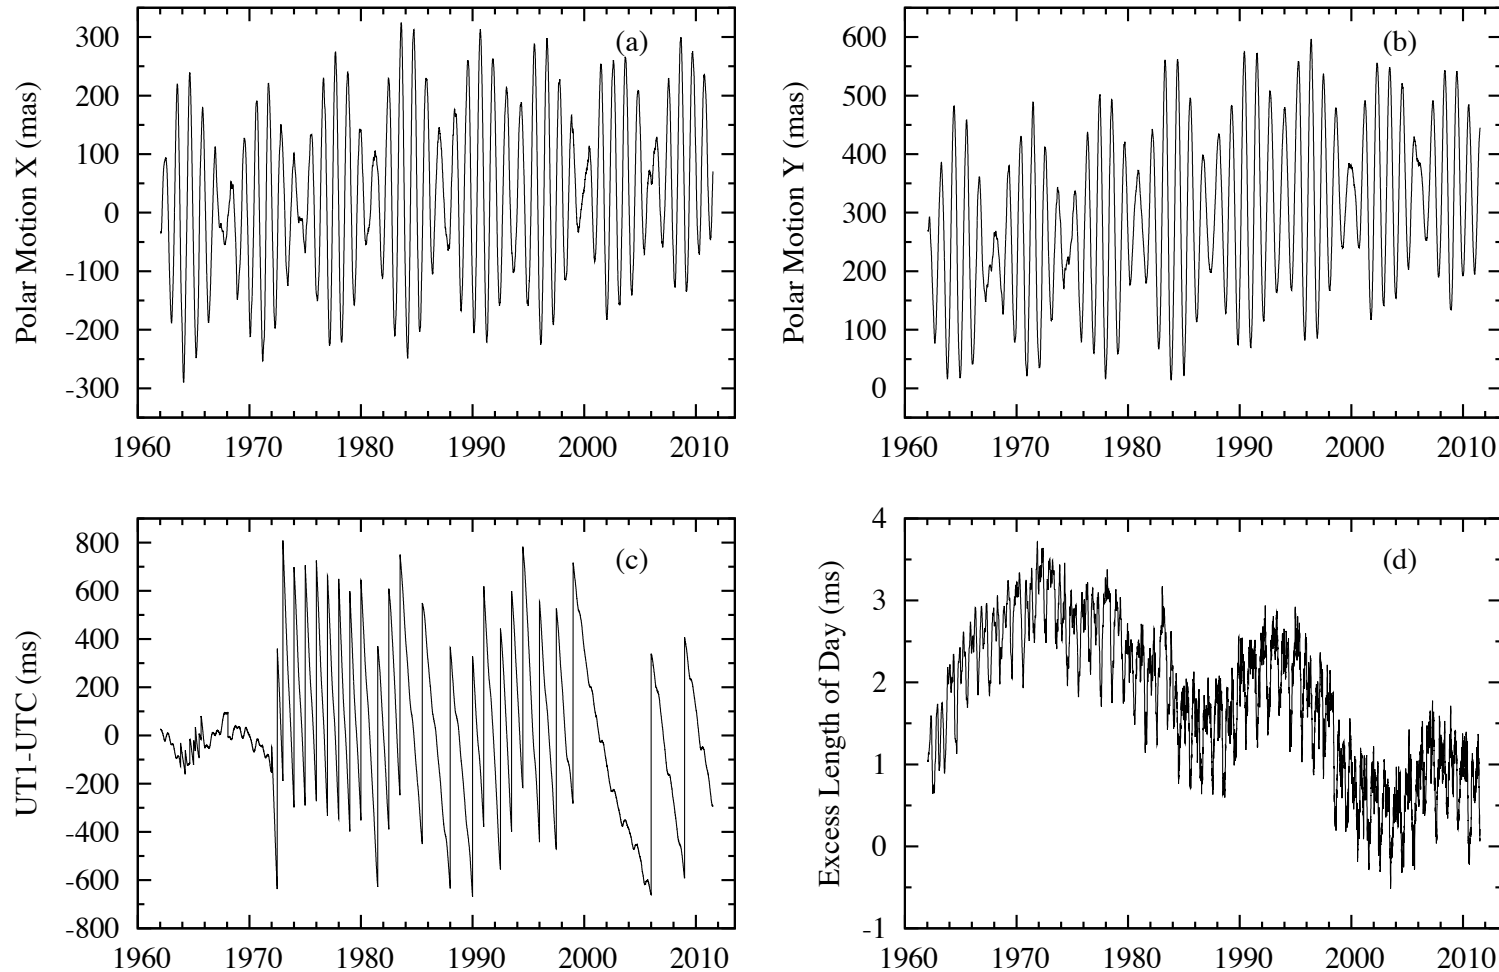 (a)
Polar Motion X (mas)
300
200
100
0
-100
-200
-300
1960 1970 1980 1990 2000 2010
(b)
Polar Motion Y (mas)
600
500
400
300
200
100
0
1960 1970 1980 1990 2000 2010
(c)
UT1-UTC (ms)
800
600
400
200
0
-200
-400
-600
-800
1960 1970 1980 1990 2000 2010
(d)
Excess Length of Day (ms)
4
3
2
1
0
-1
1960 1970 1980 1990 2000 2010